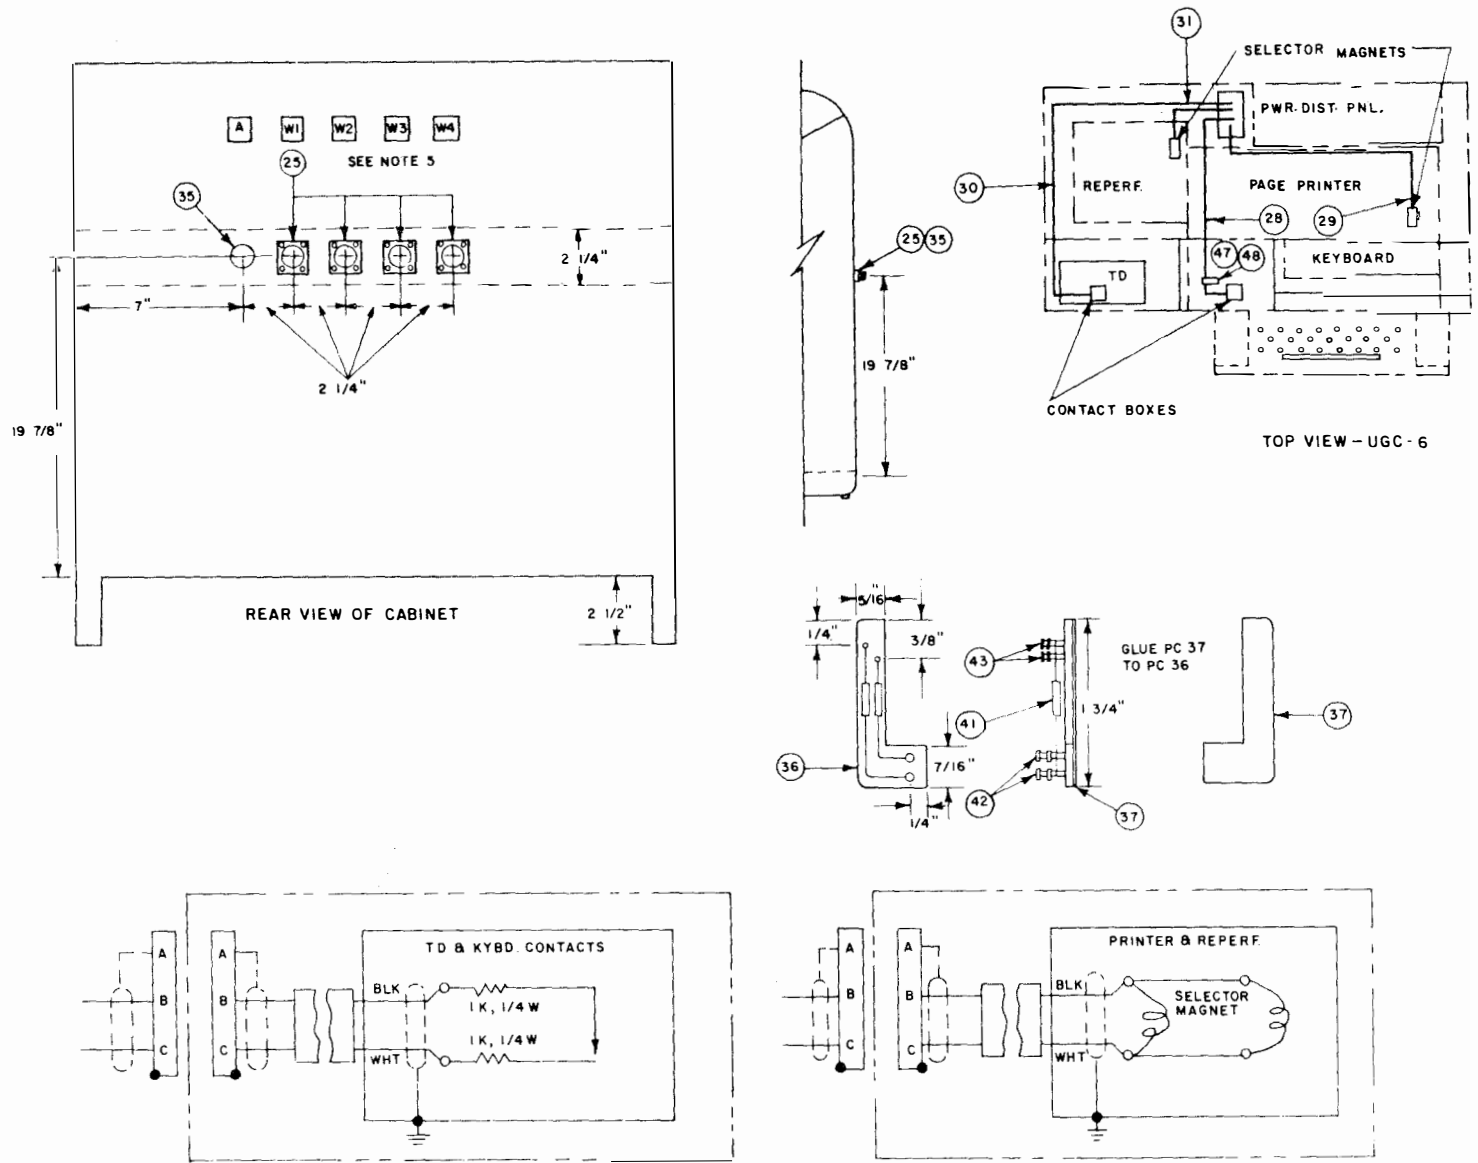 A W1 W2 W3 W4
25
SEE NOTE 5
35
2 1/4"
7"
2 1/4"
19 7/8"
REAR VIEW OF CABINET
2 1/2"
25 35
19 7/8"
31
SELECTOR MAGNETS
PWR. DIST. PNL.
30
REPERF.
PAGE PRINTER
28
29
47 48
KEYBOARD
TD
CONTACT BOXES
TOP VIEW - UGC - 6
5/16"
1/4"
3/8"
36
7/16"
1/4"
43
41
42
1 3/4"
37
GLUE PC 37
TO PC 36
37
TD & KYBD. CONTACTS
A
B
C
A
B
C
BLK
1K, 1/4 W
1K, 1/4 W
WHT
PRINTER & REPERF.
A
B
C
A
B
C
BLK
SELECTOR
MAGNET
WHT